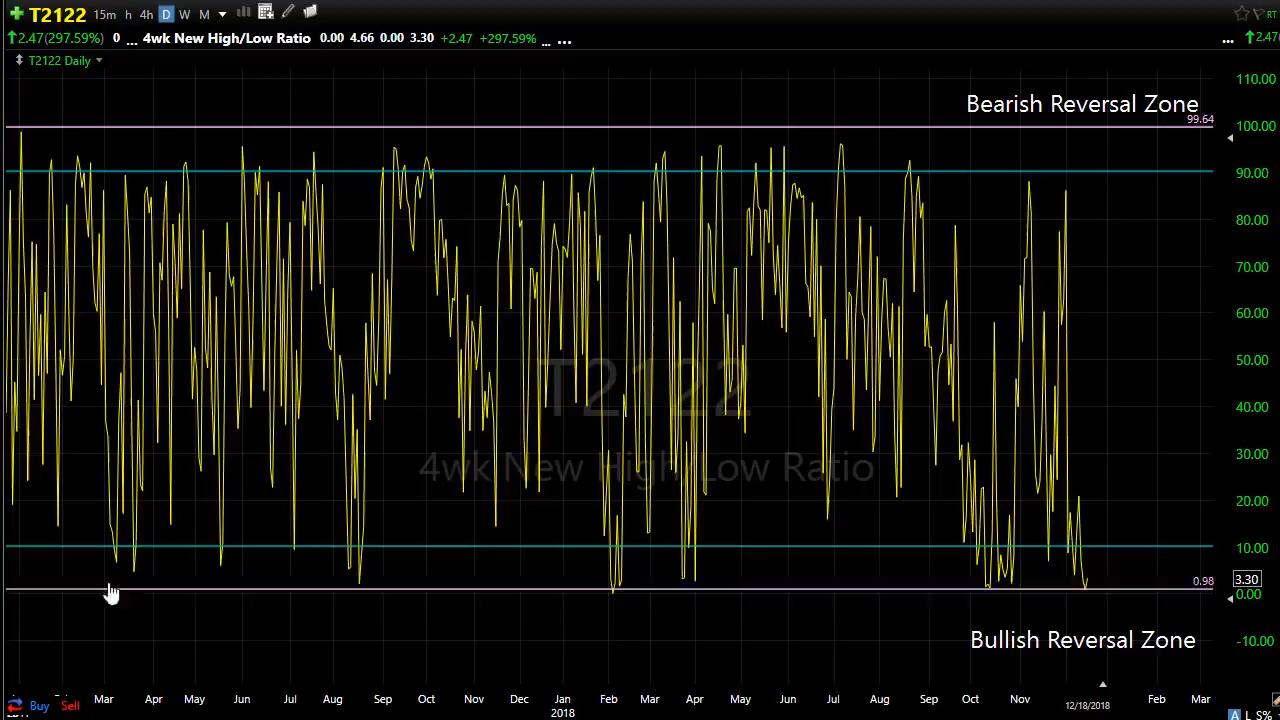 T2122 15m h 4h D W M
RT
2.47(297.59%) 0 ... 4wk New High/Low Ratio 0.00 4.66 0.00 3.30 +2.47 +297.59% ... ...
... 2.47
T2122 Daily
110.00
Bearish Reversal Zone
99.64
100.00
90.00
80.00
70.00
60.00
50.00
T2122
40.00
4wk New High/Low Ratio
30.00
20.00
10.00
0.98
3.30
0.00
Bullish Reversal Zone
-10.00
Mar Apr May Jun Jul Aug Sep Oct Nov Dec Jan Feb Mar Apr May Jun Jul Aug Sep Oct Nov Feb Mar
2018
12/18/2018
Buy Sell
A L S%